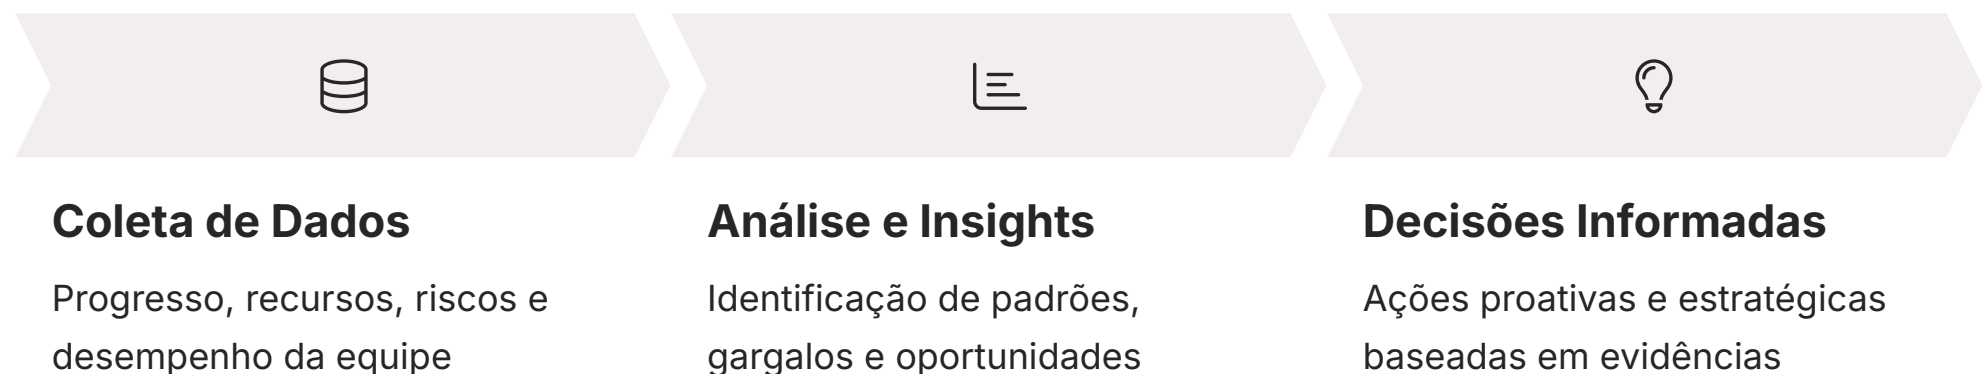 Coleta de Dados
Progresso, recursos, riscos e
desempenho da equipe
Análise e Insights
Identificação de padrões,
gargalos e oportunidades
Decisões Informadas
Ações proativas e estratégicas
baseadas em evidências